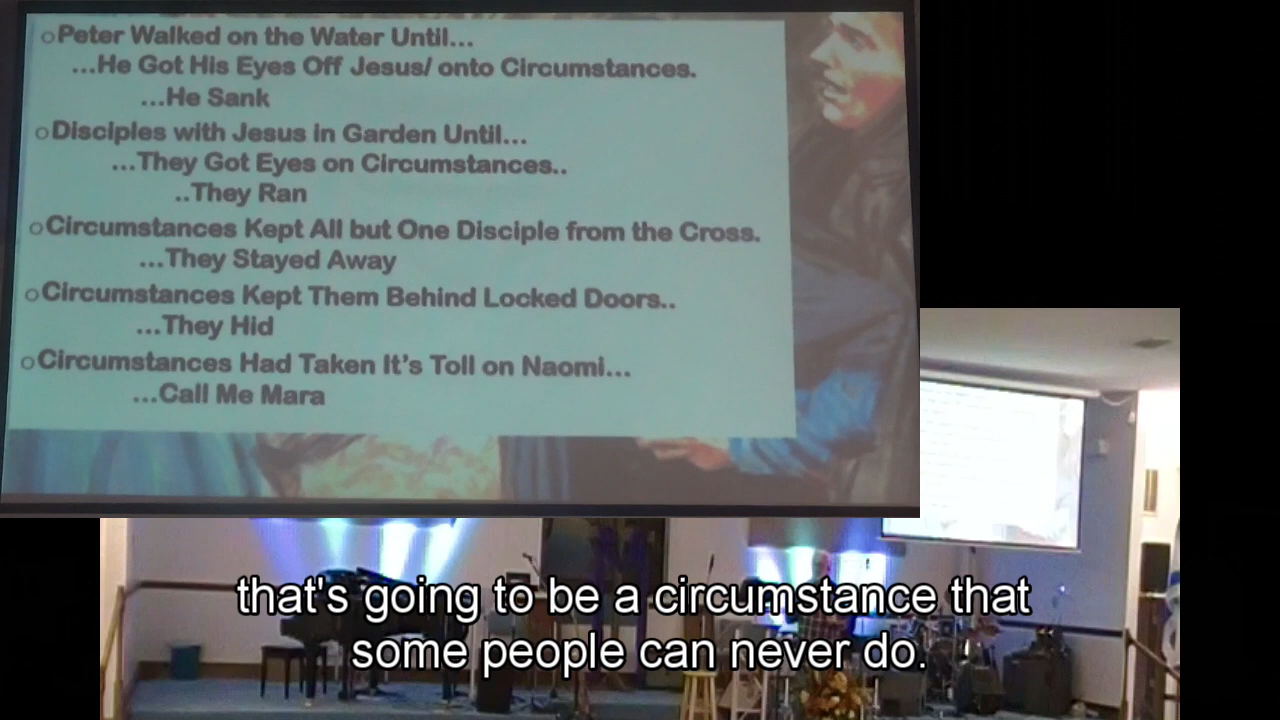 ○Peter Walked on the Water Until...
...He Got His Eyes Off Jesus/ onto Circumstances.
...He Sank
○Disciples with Jesus in Garden Until...
...They Got Eyes on Circumstances..
..They Ran
○Circumstances Kept All but One Disciple from the Cross.
...They Stayed Away
○Circumstances Kept Them Behind Locked Doors..
...They Hid
○Circumstances Had Taken It's Toll on Naomi...
...Call Me Mara
that's going to be a circumstance that
some people can never do.